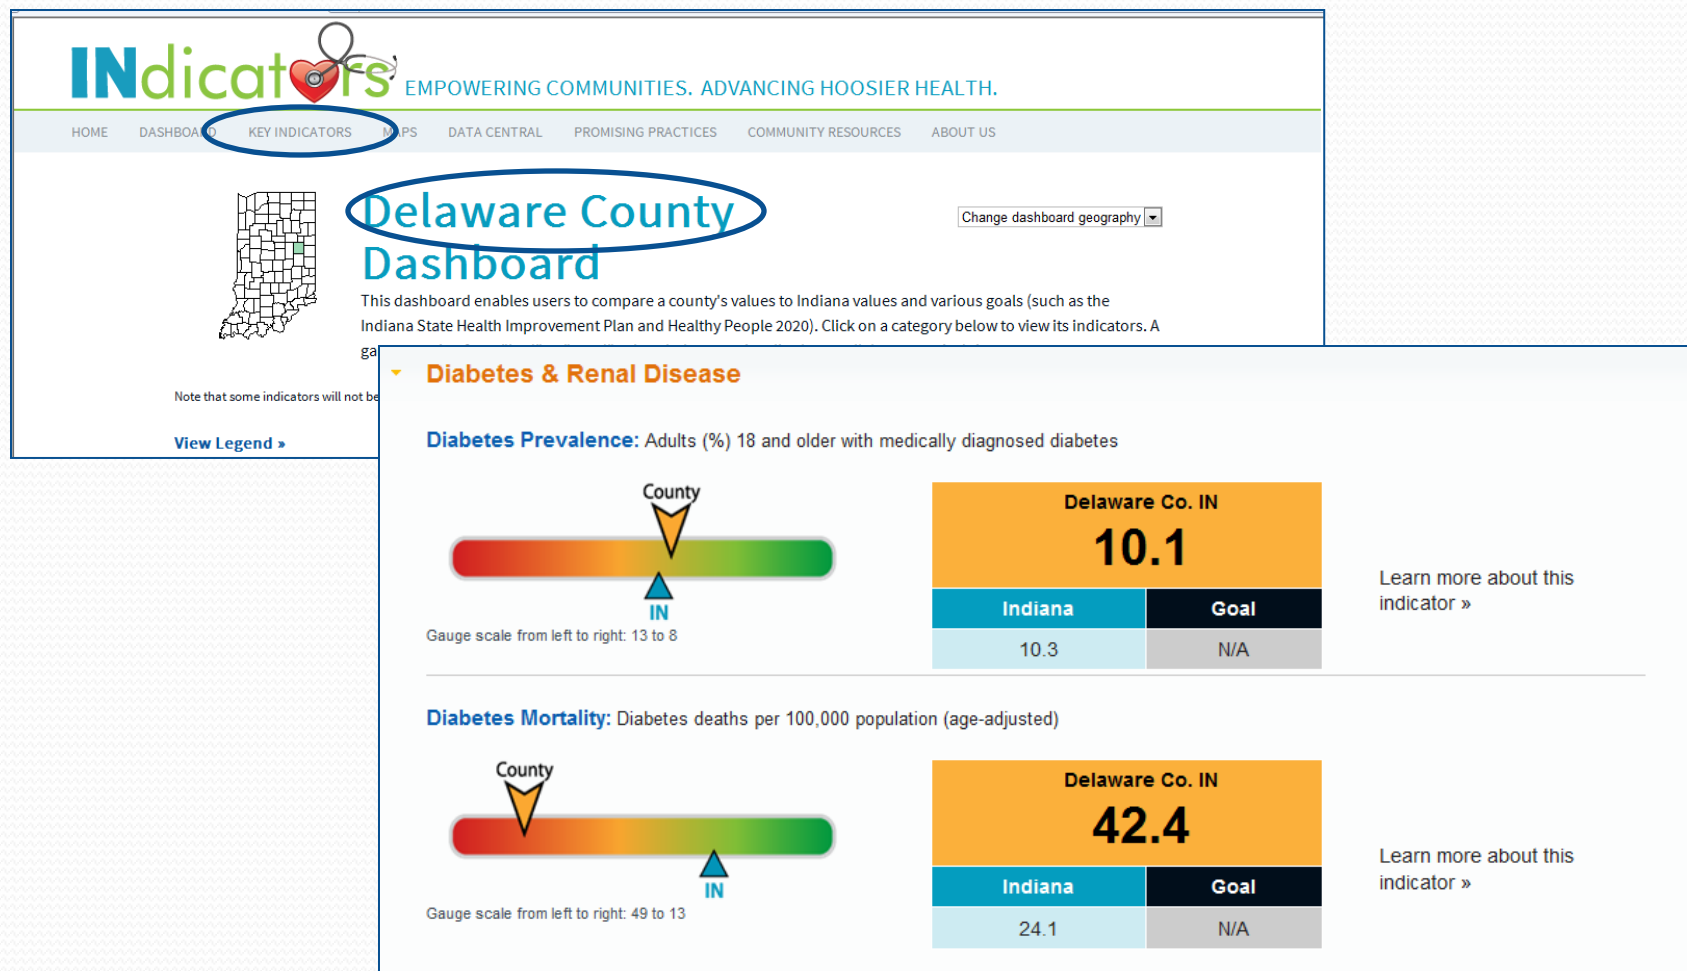 INdicators EMPOWERING COMMUNITIES. ADVANCING HOOSIER HEALTH.
HOME DASHBOARD KEY INDICATORS MAPS DATA CENTRAL PROMISING PRACTICES COMMUNITY RESOURCES ABOUT US
Delaware County
Dashboard
Change dashboard geography
This dashboard enables users to compare a county's values to Indiana values and various goals (such as the
Indiana State Health Improvement Plan and Healthy People 2020). Click on a category below to view its indicators. A
Note that some indicators will not be
View Legend »
Diabetes & Renal Disease
Diabetes Prevalence: Adults (%) 18 and older with medically diagnosed diabetes
County
IN
Gauge scale from left to right: 13 to 8
Delaware Co. IN
10.1
Indiana Goal
10.3 N/A
Learn more about this
indicator »
Diabetes Mortality: Diabetes deaths per 100,000 population (age-adjusted)
County
IN
Gauge scale from left to right: 49 to 13
Delaware Co. IN
42.4
Indiana Goal
24.1 N/A
Learn more about this
indicator »